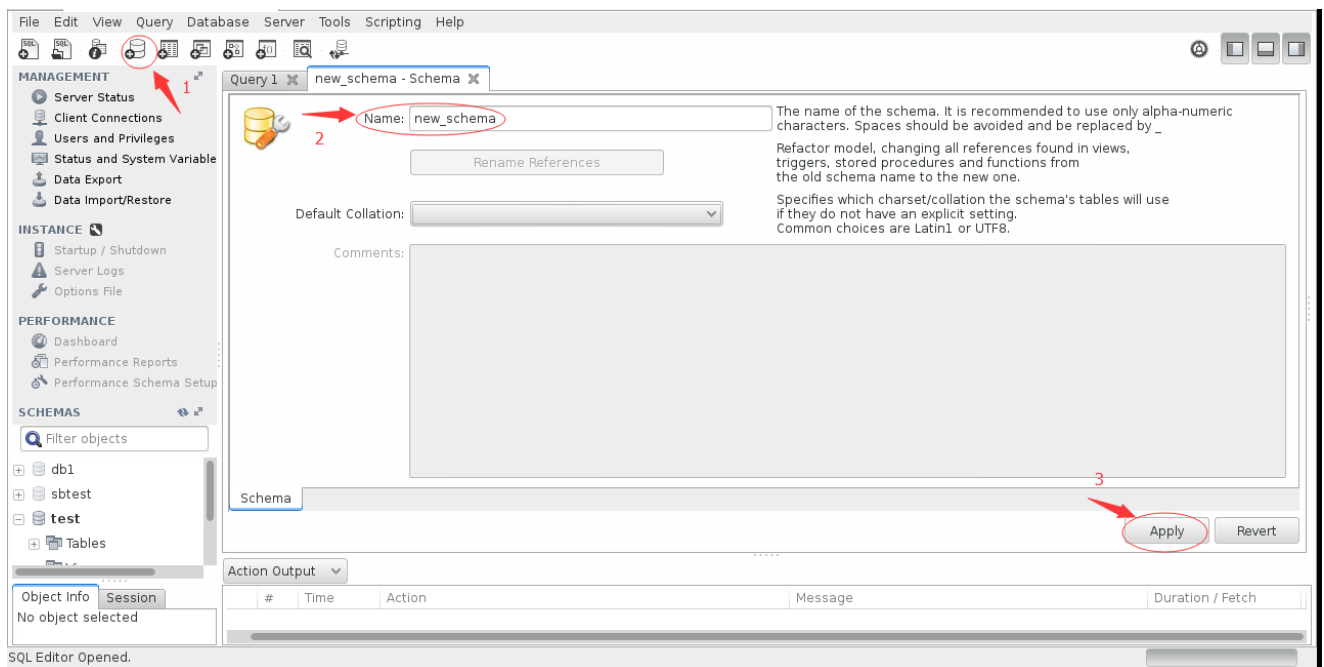 File Edit View Query Database Server Tools Scripting Help
SQL SQL
1
MANAGEMENT
Server Status
Client Connections
Users and Privileges
Status and System Variable
Data Export
Data Import/Restore
INSTANCE
Startup / Shutdown
Server Logs
Options File
PERFORMANCE
Dashboard
Performance Reports
Performance Schema Setup
SCHEMAS
Filter objects
db1
sbtest
test
Tables
Object Info Session
No object selected
Query 1 new_schema - Schema
2
Name: new_schema
The name of the schema. It is recommended to use only alpha-numeric
characters. Spaces should be avoided and be replaced by _
Rename References
Refactor model, changing all references found in views,
triggers, stored procedures and functions from
the old schema name to the new one.
Default Collation:
Specifies which charset/collation the schema's tables will use
if they do not have an explicit setting.
Common choices are Latin1 or UTF8.
Comments:
Schema
3
Apply Revert
Action Output
# Time Action Message Duration / Fetch
SQL Editor Opened.